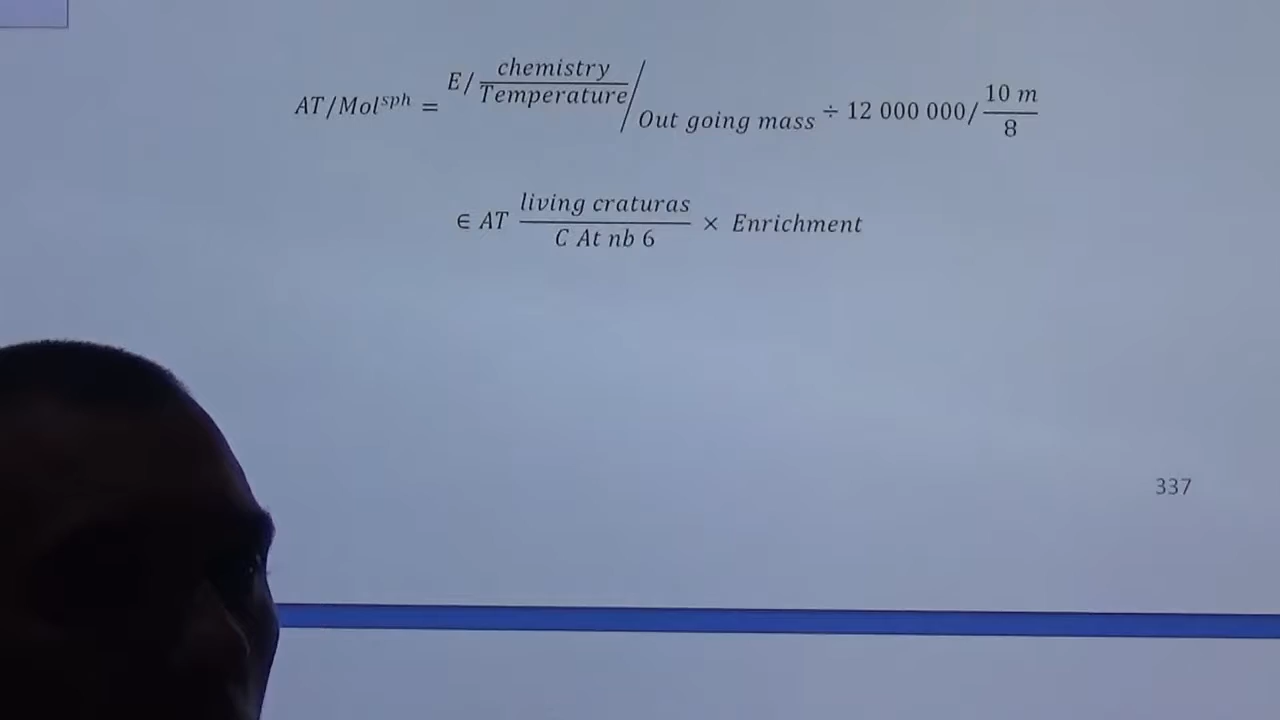 AT/Mol^sph = E/ chemistry/Temperature / Out going mass ÷ 12 000 000/ 10 m/8
∈ AT living craturas/C At nb 6 × Enrichment
337